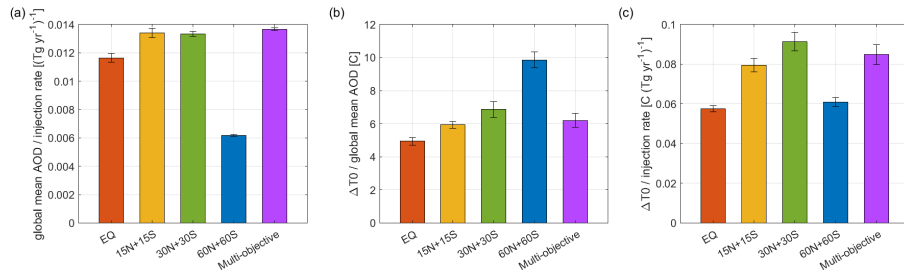 (a)
global mean AOD / injection rate [(Tg yr⁻¹)⁻¹]
0.014
0.012
0.01
0.008
0.006
0.004
0.002
0
EQ
15N+15S
30N+30S
60N+60S
Multi-objective
(b)
Δ T0 / global mean AOD [C]
12
10
8
6
4
2
0
EQ
15N+15S
30N+30S
60N+60S
Multi-objective
(c)
Δ T0 / injection rate [C (Tg yr⁻¹)⁻¹]
0.1
0.08
0.06
0.04
0.02
0
EQ
15N+15S
30N+30S
60N+60S
Multi-objective